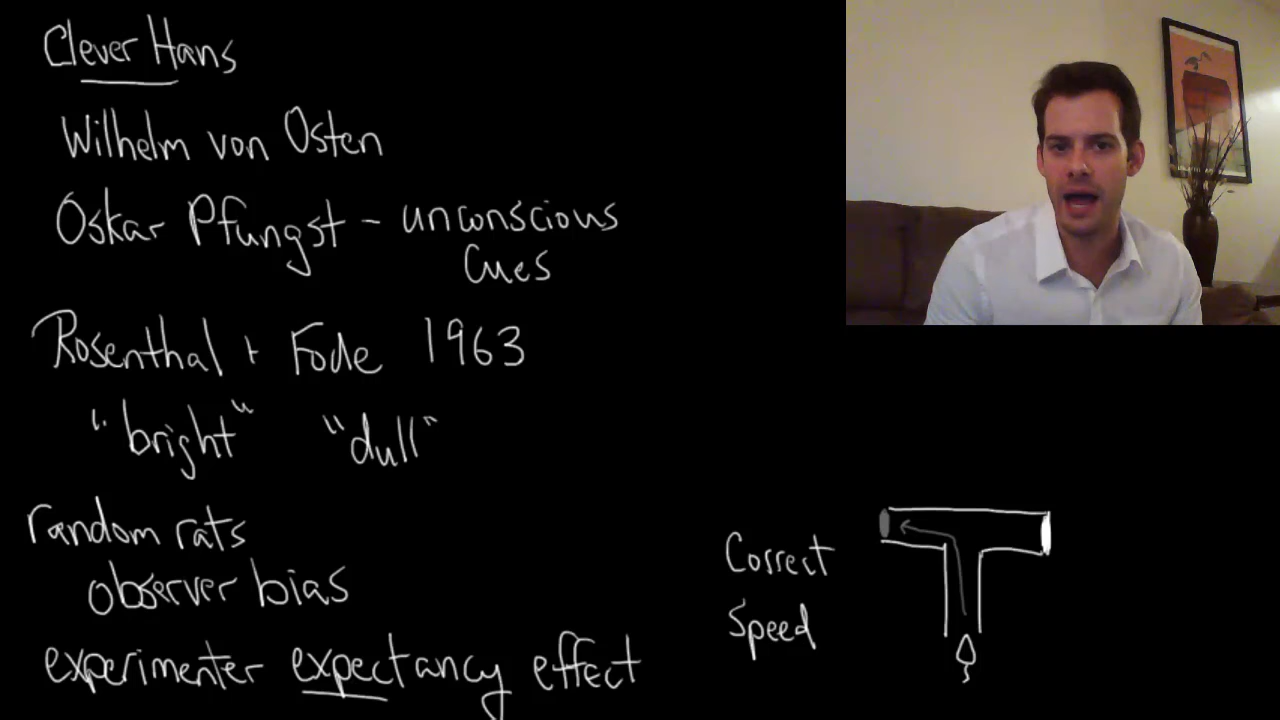 Clever Hans
Wilhelm von Osten
Oskar Pfungst - unconscious
Cues
Rosenthal + Fode 1963
"bright" "dull"
random rats
observer bias
experimenter expectancy effect
Correct
Speed